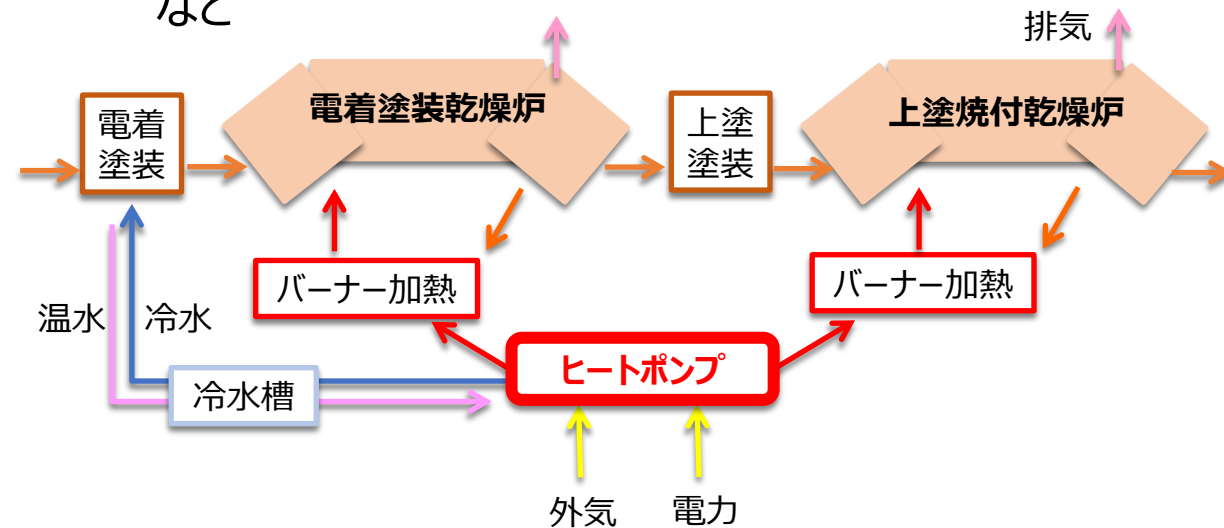 など
排気
電着塗装乾燥炉
上塗焼付乾燥炉
電着
塗装
上塗
塗装
バーナー加熱
バーナー加熱
温水
冷水
ヒートポンプ
冷水槽
外気
電力